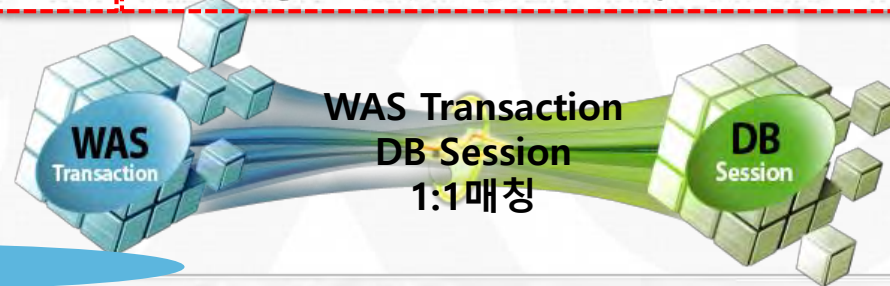 WAS
Transaction
WAS Transaction
DB Session
1:1매칭
DB
Session